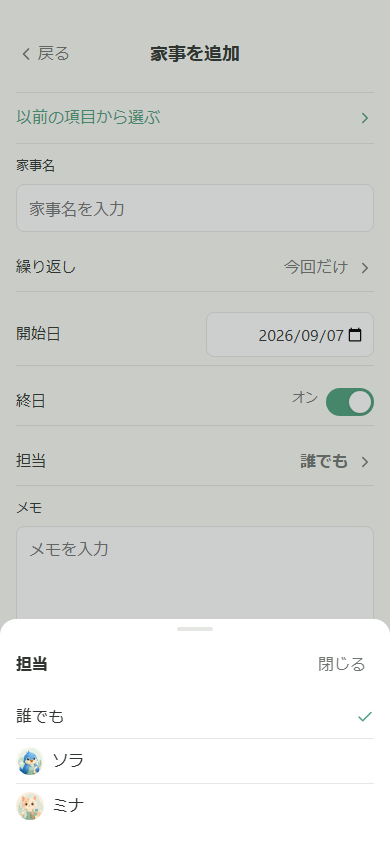 戻る
家事を追加
以前の項目から選ぶ
家事名
家事名を入力
繰り返し
今回だけ
開始日
2026/09/07
終日
オン
担当
誰でも
メモ
メモを入力
担当
閉じる
誰でも
ソラ
ミナ